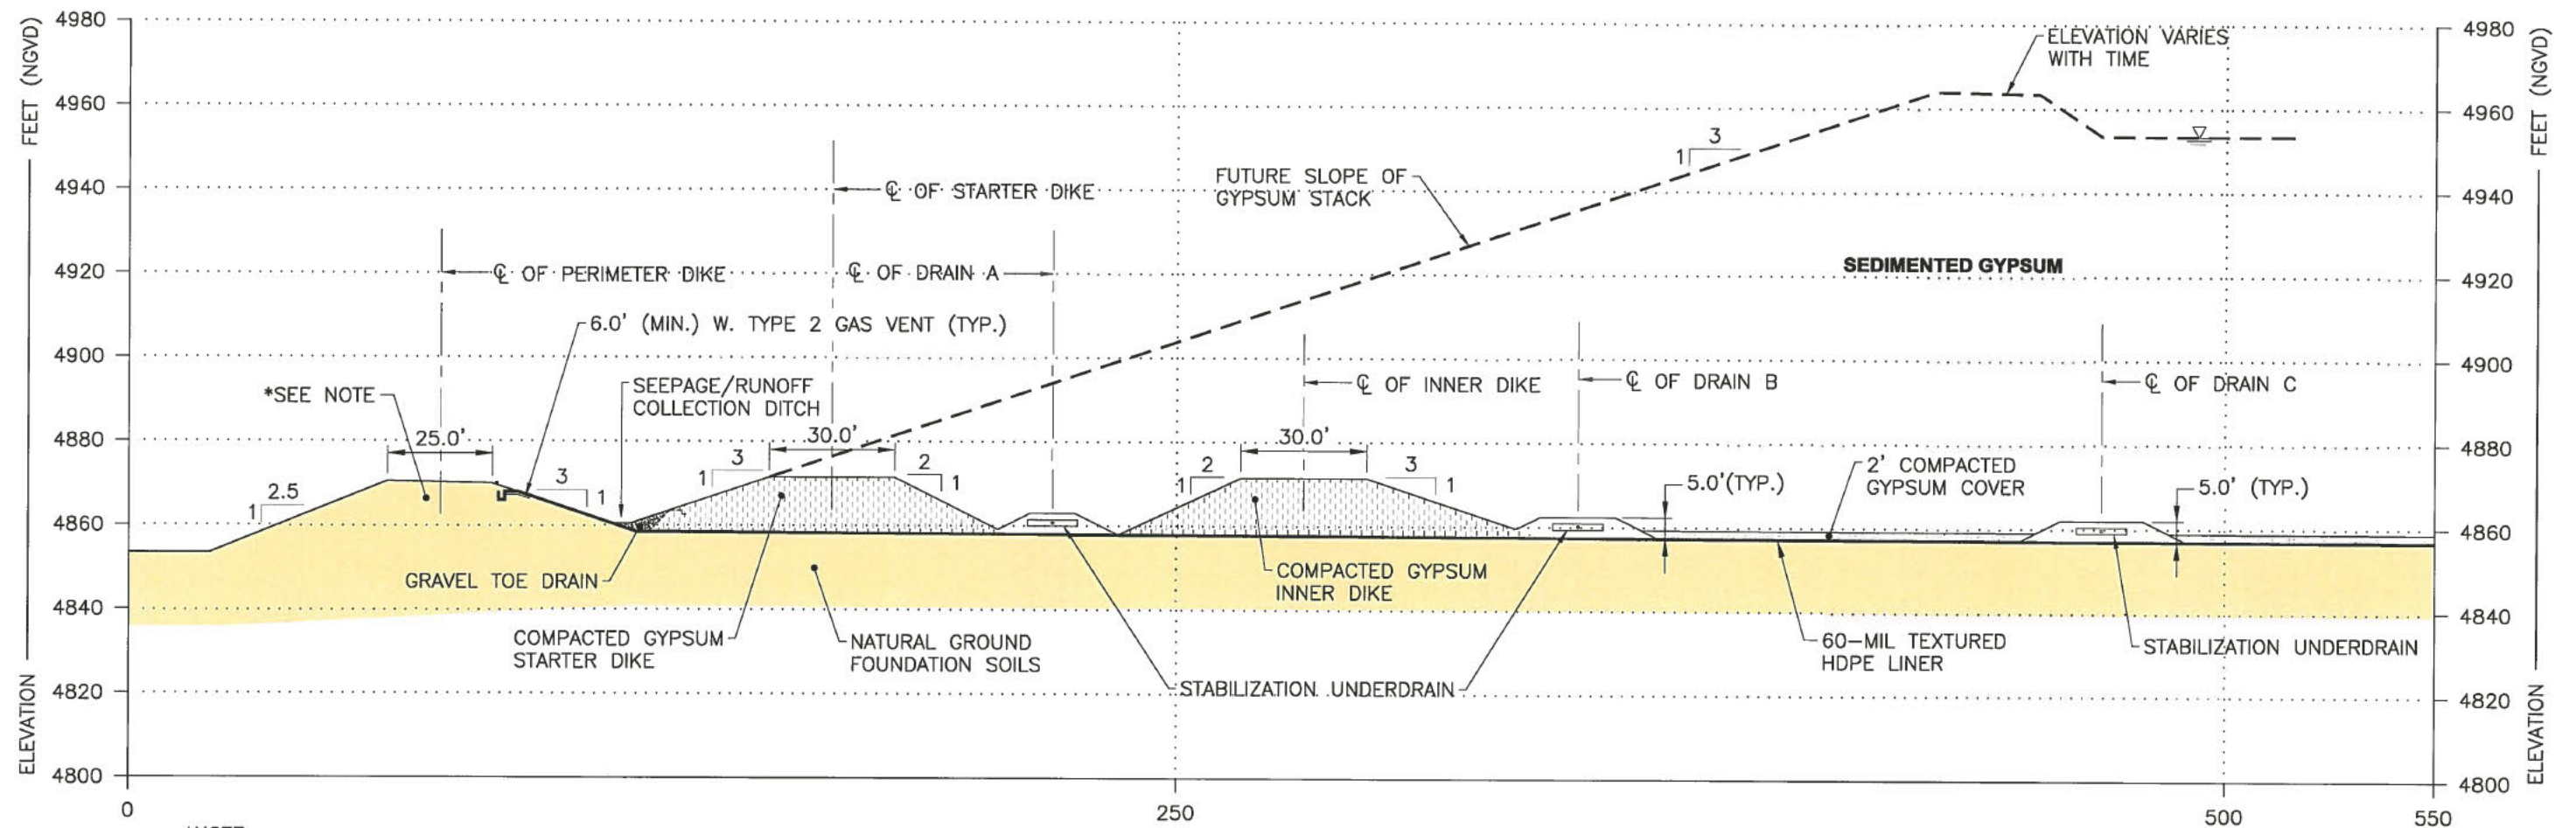 4980
4960
4940
4920
4900
4880
4860
4840
4820
4800
FEET (NGVD)
ELEVATION
ELEVATION VARIES
WITH TIME
4980
4960
4940
4920
4900
4880
4860
4840
4820
4800
FEET (NGVD)
ELEVATION
3
1
FUTURE SLOPE OF
GYPSUM STACK
℄ OF STARTER DIKE
SEDIMENTED GYPSUM
℄ OF PERIMETER DIKE
℄ OF DRAIN A
6.0' (MIN.) W. TYPE 2 GAS VENT (TYP.)
*SEE NOTE
SEEPAGE/RUNOFF
COLLECTION DITCH
℄ OF INNER DIKE
℄ OF DRAIN B
℄ OF DRAIN C
25.0'
30.0'
30.0'
2.5
1
3
1
3
1
2
1
2
1
3
1
5.0'(TYP.)
2' COMPACTED
GYPSUM COVER
5.0' (TYP.)
GRAVEL TOE DRAIN
COMPACTED GYPSUM
INNER DIKE
COMPACTED GYPSUM
STARTER DIKE
NATURAL GROUND
FOUNDATION SOILS
60-MIL TEXTURED
HDPE LINER
STABILIZATION UNDERDRAIN
STABILIZATION UNDERDRAIN
0
250
500
550